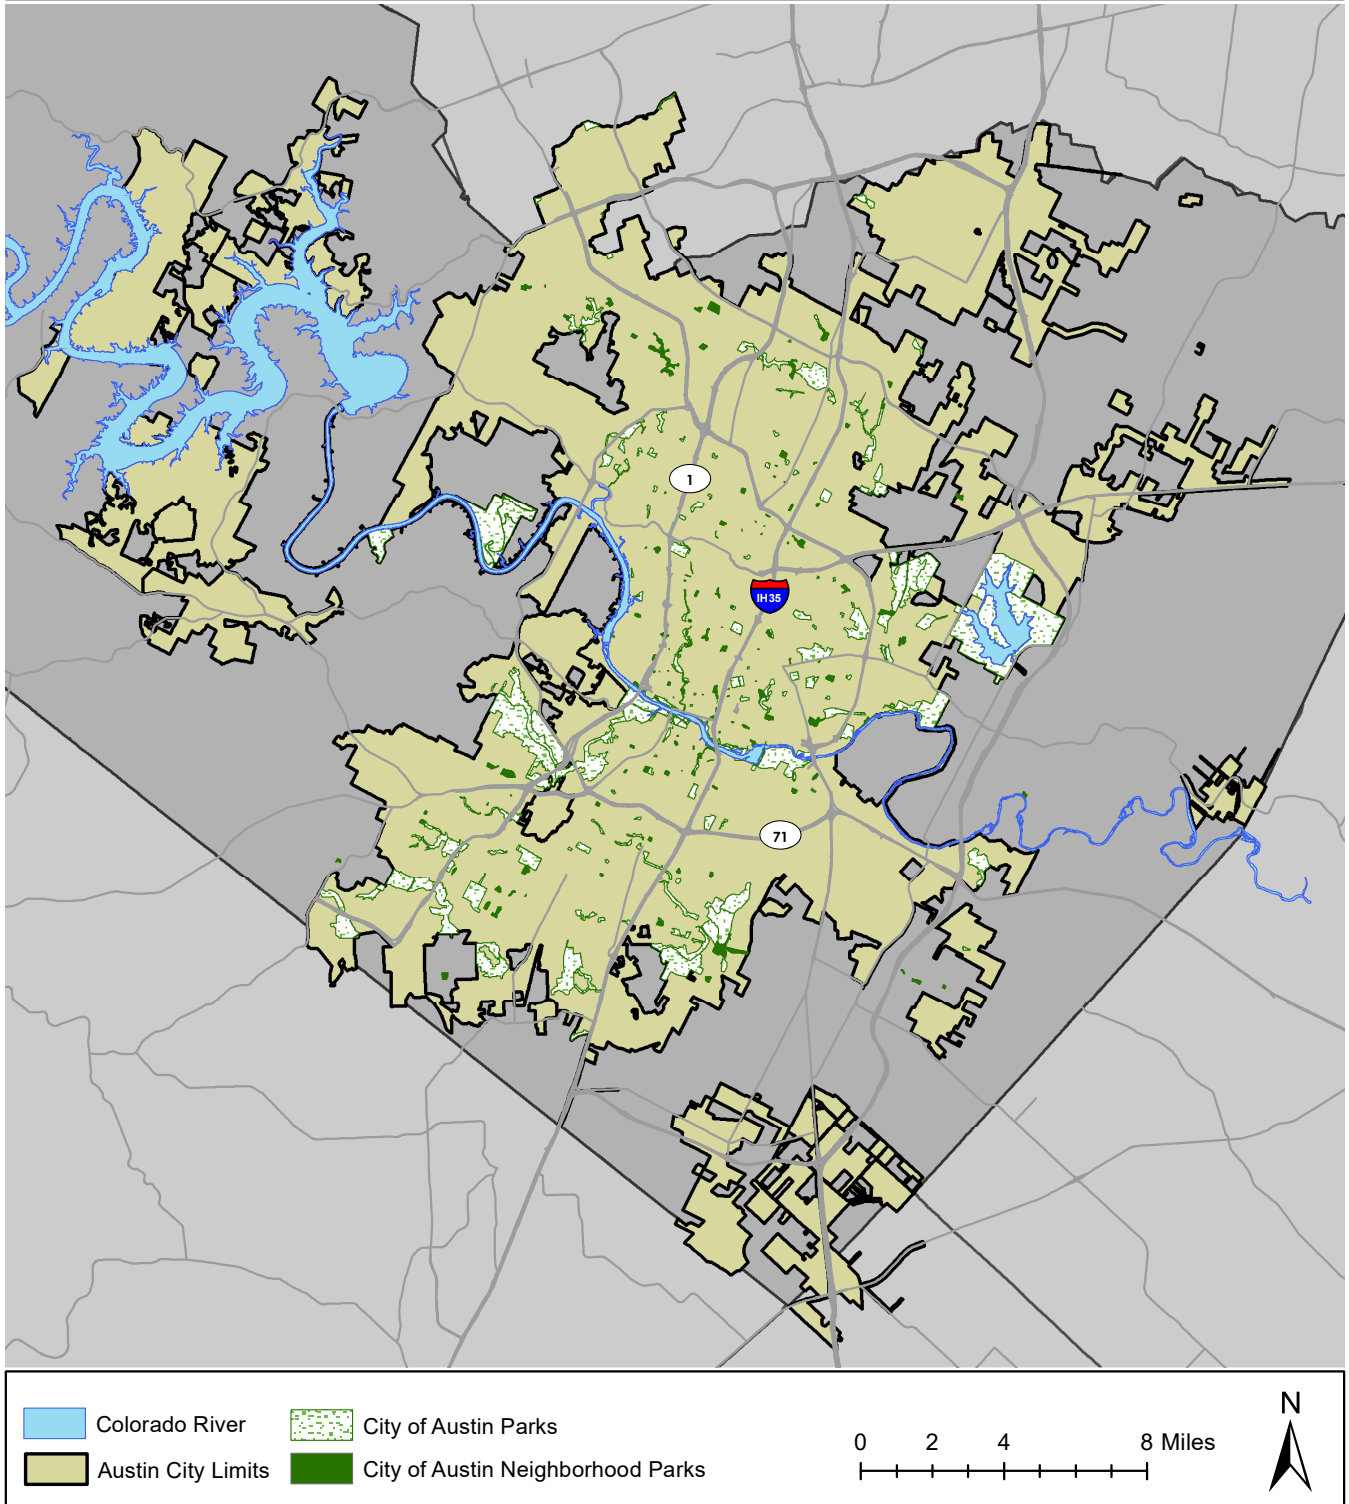 1
IH35
71
Colorado River
City of Austin Parks
Austin City Limits
City of Austin Neighborhood Parks
0 2 4 8 Miles
N